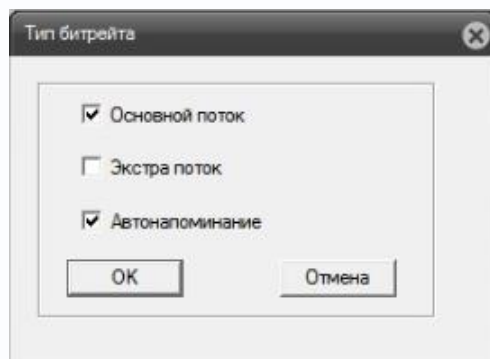 Тип битрейта
Основной поток
Экстра поток
Автонапоминание
OK
Отмена